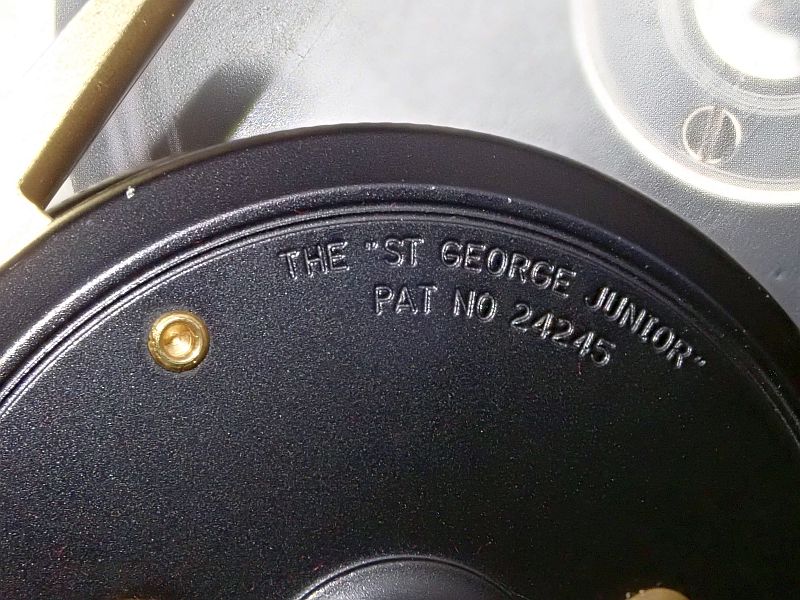 THE "ST GEORGE JUNIOR"
PAT NO 24245